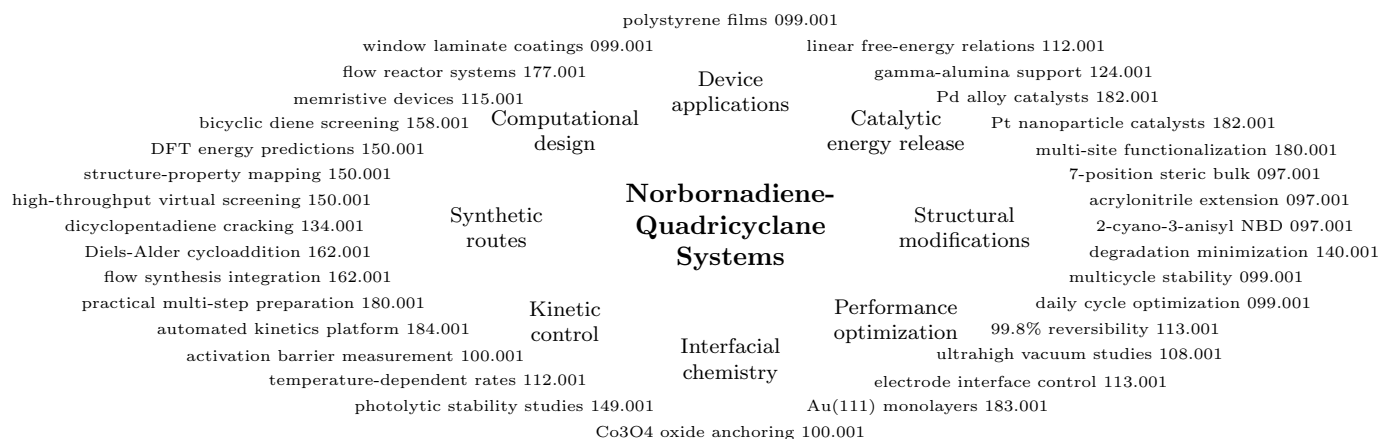 polystyrene films 099.001
window laminate coatings 099.001
linear free-energy relations 112.001
flow reactor systems 177.001
gamma-alumina support 124.001
Device
applications
memristive devices 115.001
Pd alloy catalysts 182.001
bicyclic diene screening 158.001
Computational
design
Catalytic
energy release
Pt nanoparticle catalysts 182.001
DFT energy predictions 150.001
multi-site functionalization 180.001
structure-property mapping 150.001
7-position steric bulk 097.001
high-throughput virtual screening 150.001
acrylonitrile extension 097.001
Norbornadiene-
Quadricyclane
Systems
dicyclopentadiene cracking 134.001
Synthetic
routes
Structural
modifications
2-cyano-3-anisyl NBD 097.001
Diels-Alder cycloaddition 162.001
degradation minimization 140.001
flow synthesis integration 162.001
multicycle stability 099.001
practical multi-step preparation 180.001
Kinetic
control
Performance
optimization
daily cycle optimization 099.001
automated kinetics platform 184.001
99.8% reversibility 113.001
activation barrier measurement 100.001
Interfacial
chemistry
ultrahigh vacuum studies 108.001
temperature-dependent rates 112.001
electrode interface control 113.001
photolytic stability studies 149.001
Au(111) monolayers 183.001
Co3O4 oxide anchoring 100.001